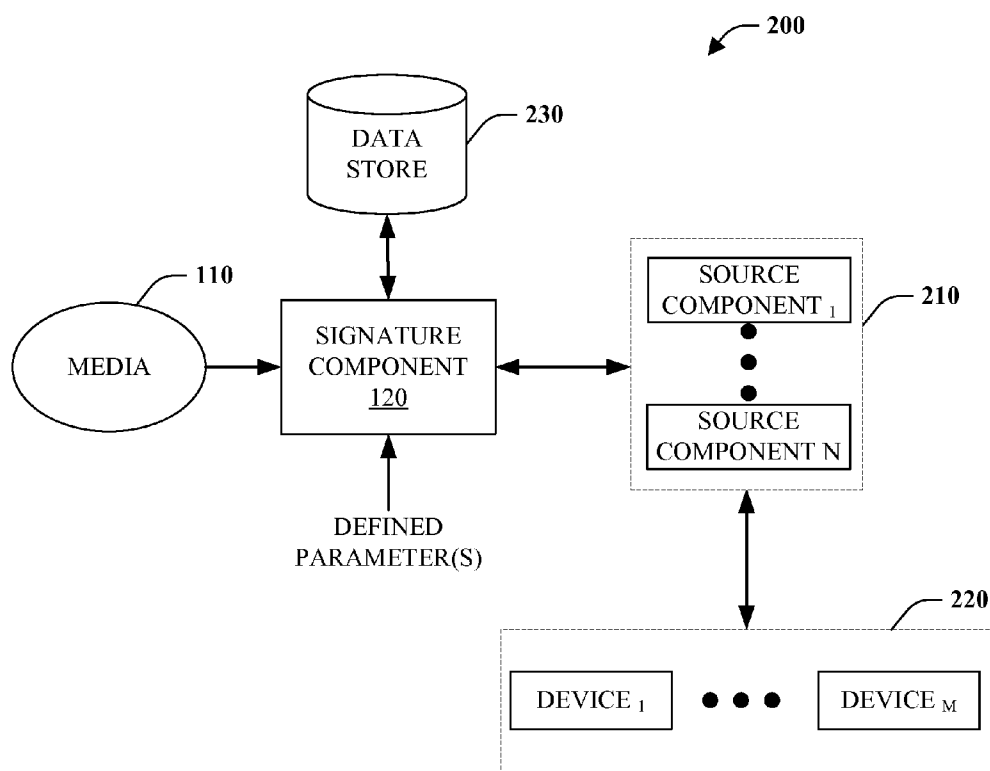 200
DATA
STORE
230
110
MEDIA
SIGNATURE
COMPONENT
120
SOURCE
COMPONENT 1
210
SOURCE
COMPONENT N
DEFINED
PARAMETER(S)
220
DEVICE 1
DEVICE M